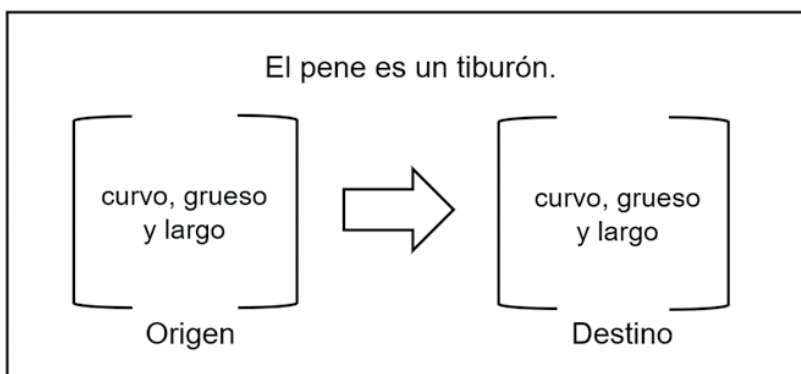 El pene es un tiburón.
curvo, grueso
y largo
Origen
curvo, grueso
y largo
Destino